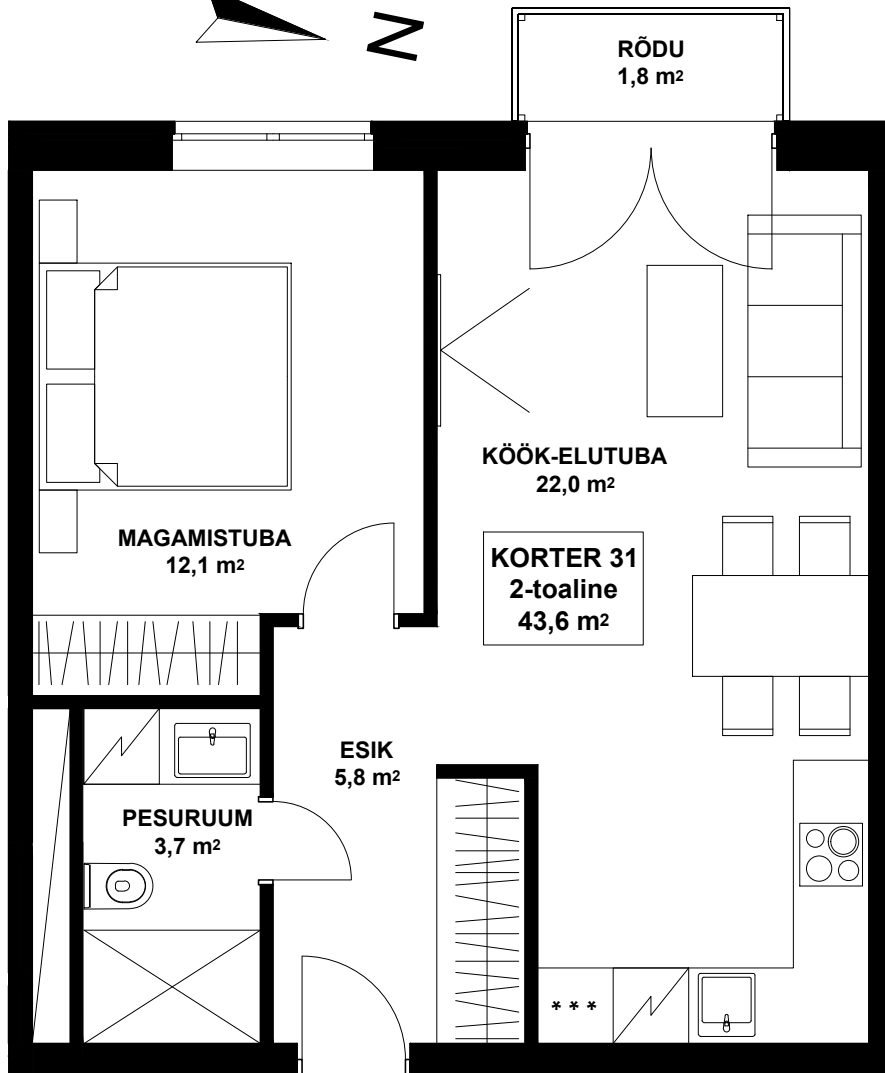 N
RÕDU
1,8 m²
KÖÖK-ELUTUBA
22,0 m²
MAGAMISTUBA
12,1 m²
KORTER 31
2-toaline
43,6 m²
ESIK
5,8 m²
PESURUUM
3,7 m²
* * *